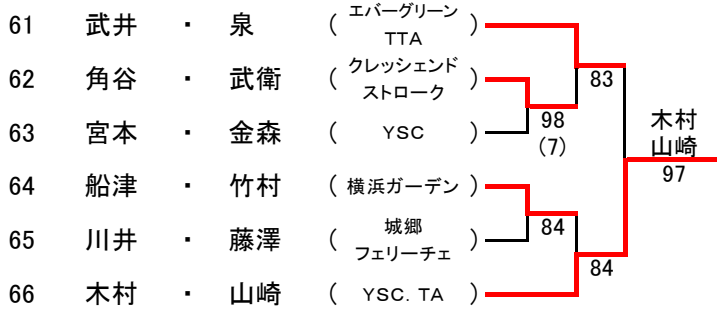 61 武井 ・ 泉 ( エバーグリーン TTA )
62 角谷 ・ 武衛 ( クレッシェンド ストローク )
63 宮本 ・ 金森 ( YSC )
64 船津 ・ 竹村 ( 横浜ガーデン )
65 川井 ・ 藤澤 ( 城郷 フェリーチェ )
66 木村 ・ 山崎 ( YSC. TA )
83
98
(7)
84
84
木村
山崎
97